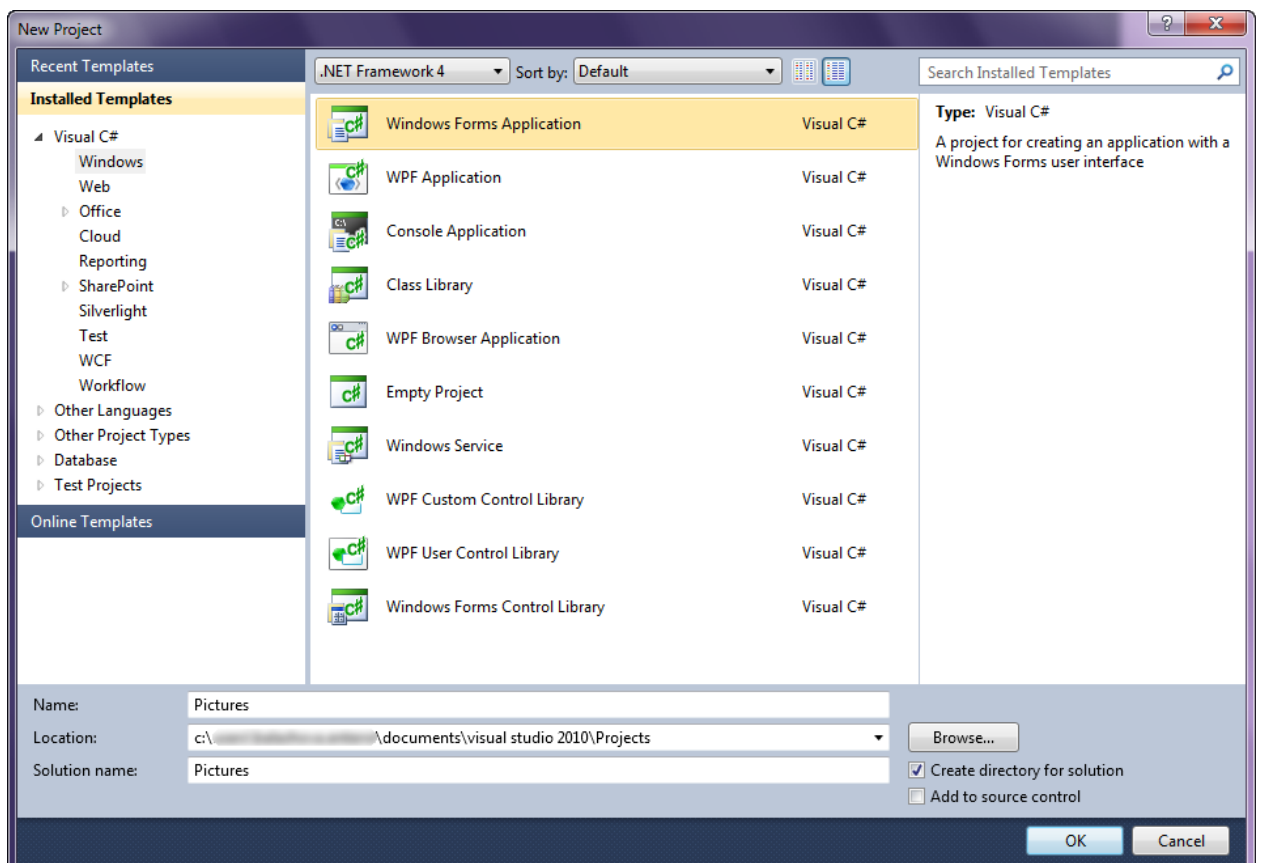 New Project
Recent Templates
Installed Templates
Visual C#
Windows
Web
Office
Cloud
Reporting
SharePoint
Silverlight
Test
WCF
Workflow
Other Languages
Other Project Types
Database
Test Projects
Online Templates
.NET Framework 4 Sort by: Default
Windows Forms Application Visual C#
WPF Application Visual C#
Console Application Visual C#
Class Library Visual C#
WPF Browser Application Visual C#
Empty Project Visual C#
Windows Service Visual C#
WPF Custom Control Library Visual C#
WPF User Control Library Visual C#
Windows Forms Control Library Visual C#
Search Installed Templates
Type: Visual C#
A project for creating an application with a
Windows Forms user interface
Name: Pictures
Location: c:\ \documents\visual studio 2010\Projects Browse...
Solution name: Pictures
Create directory for solution
Add to source control
OK Cancel